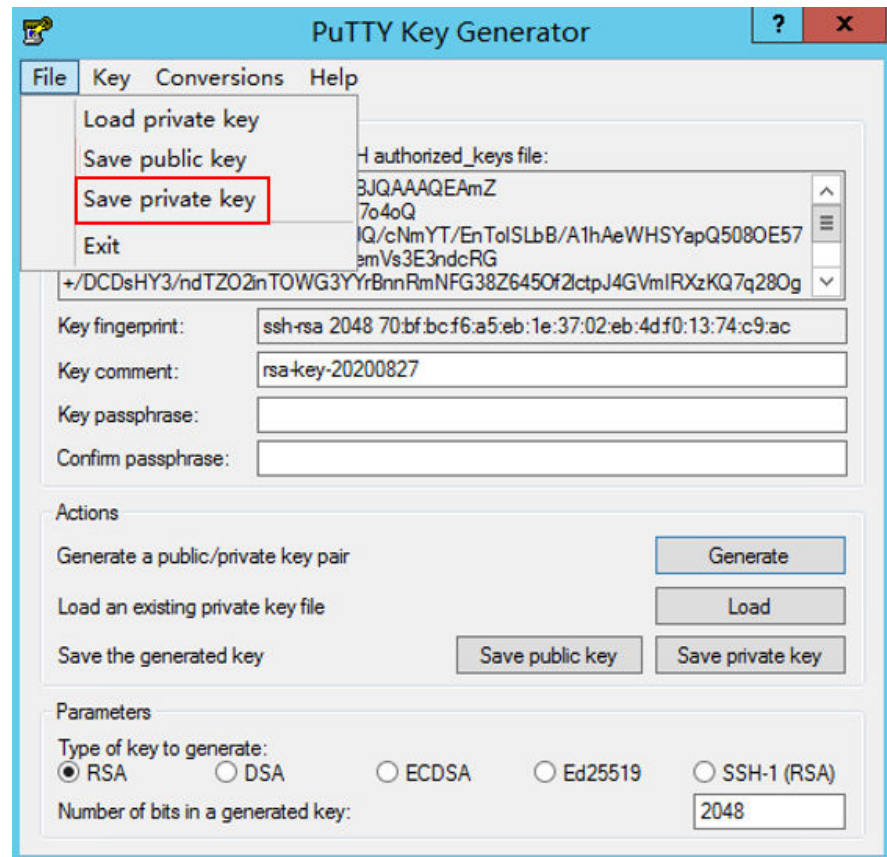 PuTTY Key Generator
? x
File Key Conversions Help
Load private key
Save public key
Save private key
Exit
H authorized_keys file:
BJQAAAQEAmZ
7o4oQ
JQ/cNmYT/EnTolSLbB/A1hAeWHSYapQ508OE57
emVs3E3ndcRG
+/DCDsHY3/ndTZO2inTOWG3YYrBnnRmNFG38Z645Of2lctpJ4GVmIRXzKQ7q28Og
Key fingerprint: ssh-rsa 2048 70:bf:bc:f6:a5:eb:1e:37:02:eb:4d:f0:13:74:c9:ac
Key comment: rsa-key-20200827
Key passphrase:
Confirm passphrase:
Actions
Generate a public/private key pair Generate
Load an existing private key file Load
Save the generated key Save public key Save private key
Parameters
Type of key to generate:
RSA DSA ECDSA Ed25519 SSH-1 (RSA)
Number of bits in a generated key: 2048